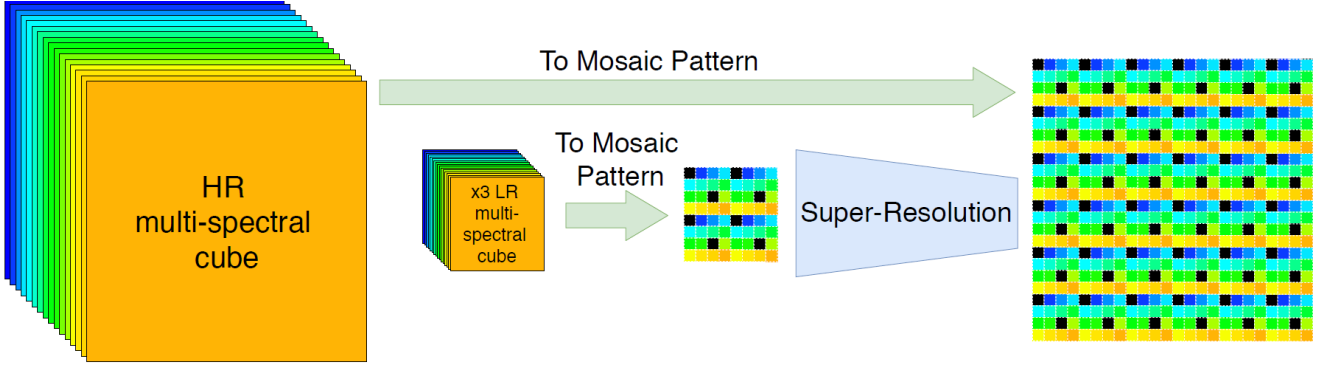 HR
multi-spectral
cube
To Mosaic Pattern
x3 LR
multi-
spectral
cube
To Mosaic
Pattern
Super-Resolution